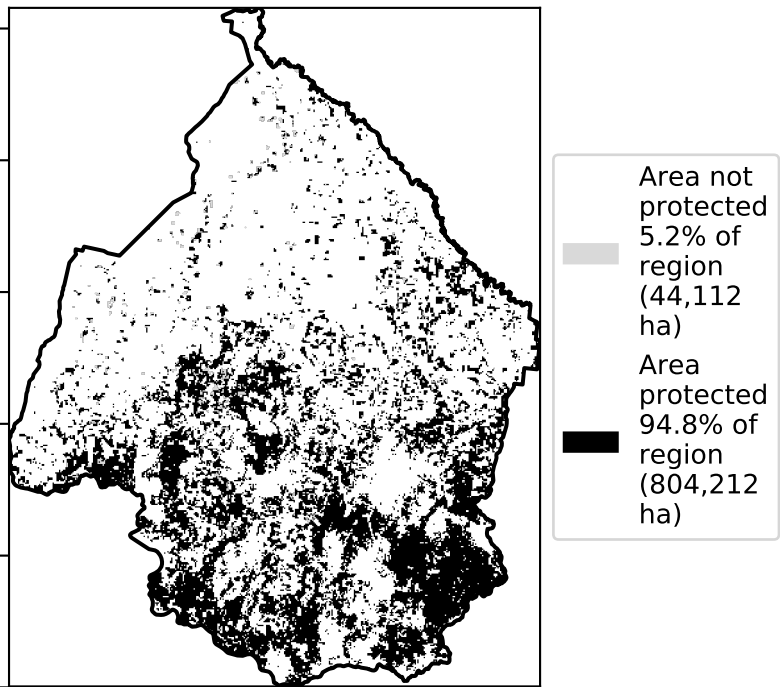 Area not
protected
5.2% of
region
(44,112
ha)
Area
protected
94.8% of
region
(804,212
ha)